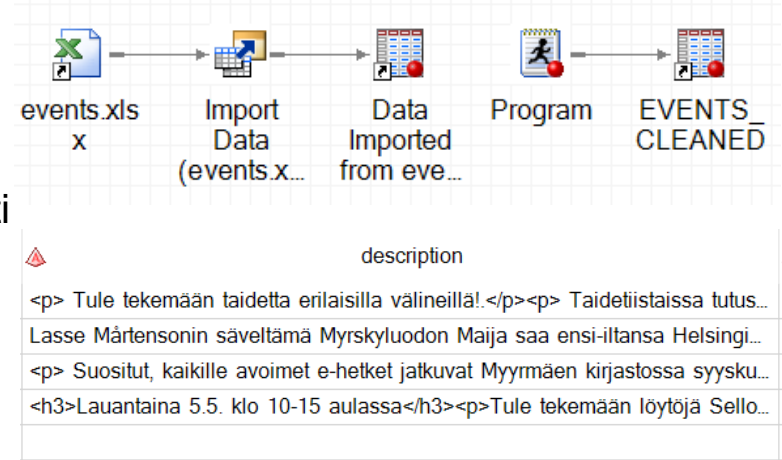 events.xls
x
Import
Data
(events.x...
Data
Imported
from eve...
Program
EVENTS_
CLEANED
description
<p> Tule tekemään taidetta erilaisilla välineillä!.</p><p> Taidetiistaissa tutus...
Lasse Mårtensonin säveltämä Myrskyluodon Maija saa ensi-iltansa Helsingi...
<p> Suositut, kaikille avoimet e-hetket jatkuvat Myyrmäen kirjastossa syysku...
<h3>Lauantaina 5.5. klo 10-15 aulassa</h3><p>Tule tekemään löytöjä Sello...